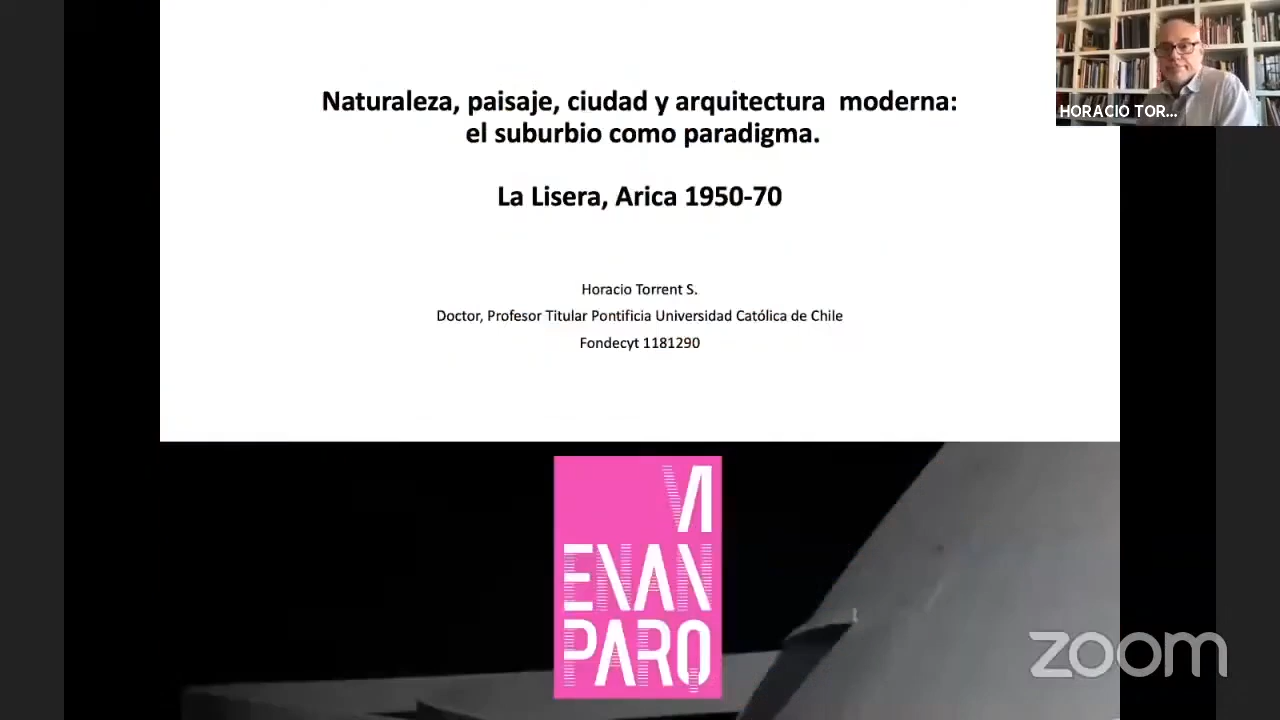 Naturaleza, paisaje, ciudad y arquitectura moderna:
el suburbio como paradigma.
La Lisera, Arica 1950-70
Horacio Torrent S.
Doctor, Profesor Titular Pontificia Universidad Católica de Chile
Fondecyt 1181290
HORACIO TOR...
VI
ENAN
PARQ
zoom